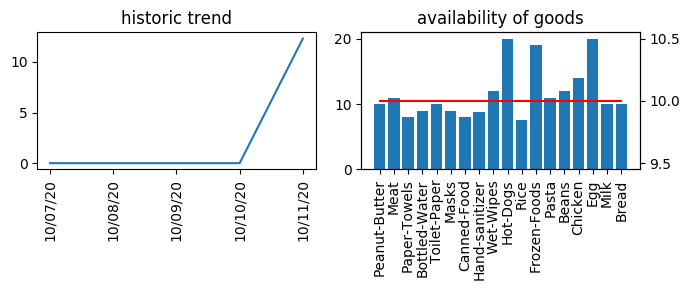 historic trend
10
5
0
10/07/20
10/08/20
10/09/20
10/10/20
10/11/20
availability of goods
20
10
0
10.5
10.0
9.5
Peanut-Butter
Meat
Paper-Towels
Bottled-Water
Toilet-Paper
Masks
Canned-Food
Hand-sanitizer
Wet-Wipes
Hot-Dogs
Rice
Frozen-Foods
Pasta
Beans
Chicken
Egg
Milk
Bread